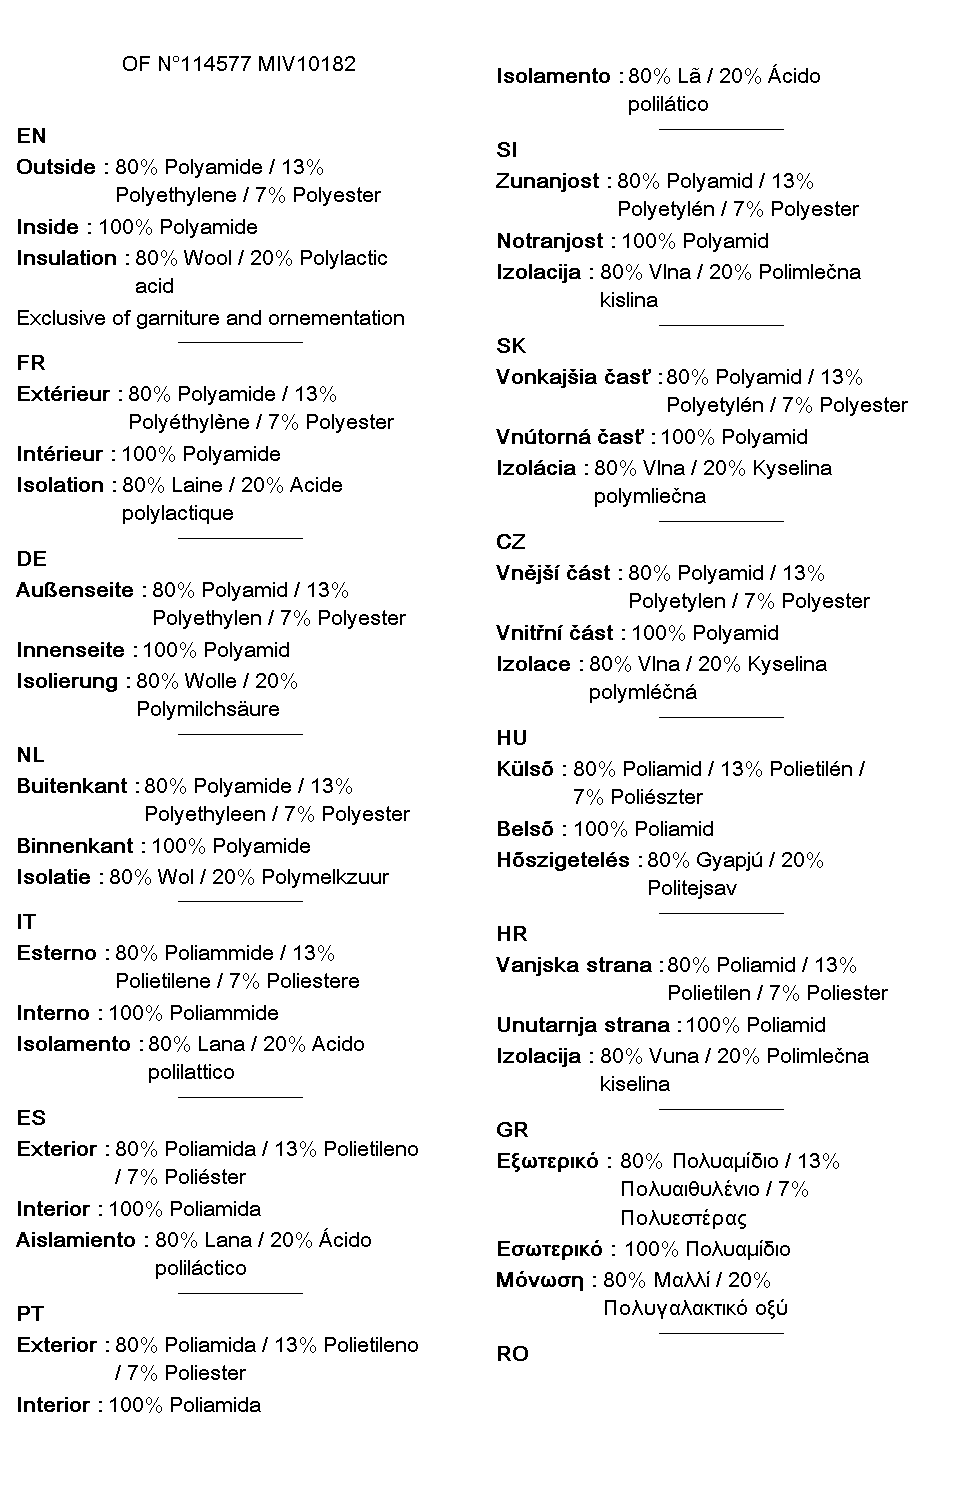 OF N°114577 MIV10182
EN
Outside : 80% Polyamide / 13%
Polyethylene / 7% Polyester
Inside : 100% Polyamide
Insulation : 80% Wool / 20% Polylactic
acid
Exclusive of garniture and ornementation
FR
Extérieur : 80% Polyamide / 13%
Polyéthylène / 7% Polyester
Intérieur : 100% Polyamide
Isolation : 80% Laine / 20% Acide
polylactique
DE
Außenseite : 80% Polyamid / 13%
Polyethylen / 7% Polyester
Innenseite : 100% Polyamid
Isolierung : 80% Wolle / 20%
Polymilchsäure
NL
Buitenkant : 80% Polyamide / 13%
Polyethyleen / 7% Polyester
Binnenkant : 100% Polyamide
Isolatie : 80% Wol / 20% Polymelkzuur
IT
Esterno : 80% Poliammide / 13%
Polietilene / 7% Poliestere
Interno : 100% Poliammide
Isolamento : 80% Lana / 20% Acido
polilattico
ES
Exterior : 80% Poliamida / 13% Polietileno
/ 7% Poliéster
Interior : 100% Poliamida
Aislamiento : 80% Lana / 20% Ácido
poliláctico
PT
Exterior : 80% Poliamida / 13% Polietileno
/ 7% Poliester
Interior : 100% Poliamida
Isolamento : 80% Lã / 20% Ácido
polilático
SI
Zunanjost : 80% Polyamid / 13%
Polyetylén / 7% Polyester
Notranjost : 100% Polyamid
Izolacija : 80% Vlna / 20% Polimlečna
kislina
SK
Vonkajšia časť : 80% Polyamid / 13%
Polyetylén / 7% Polyester
Vnútorná časť : 100% Polyamid
Izolácia : 80% Vlna / 20% Kyselina
polymliečna
CZ
Vnější část : 80% Polyamid / 13%
Polyetylen / 7% Polyester
Vnitřní část : 100% Polyamid
Izolace : 80% Vlna / 20% Kyselina
polymléčná
HU
Külső : 80% Poliamid / 13% Polietilén /
7% Poliészter
Belső : 100% Poliamid
Hőszigetelés : 80% Gyapjú / 20%
Politejsav
HR
Vanjska strana : 80% Poliamid / 13%
Polietilen / 7% Poliester
Unutarnja strana : 100% Poliamid
Izolacija : 80% Vuna / 20% Polimlečna
kiselina
GR
Εξωτερικό : 80% Πολυαμίδιο / 13%
Πολυαιθυλένιο / 7%
Πολυεστέρας
Εσωτερικό : 100% Πολυαμίδιο
Μόνωση : 80% Μαλλί / 20%
Πολυγαλακτικό οξύ
RO